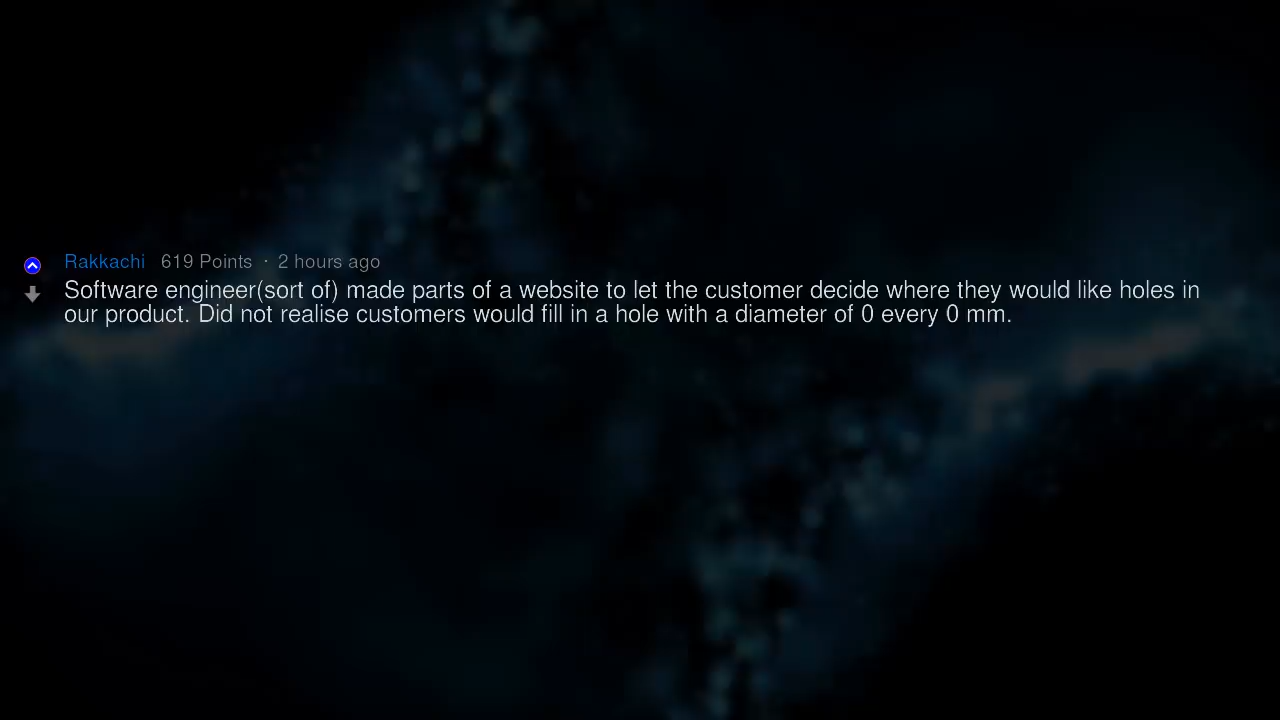 Rakkachi 619 Points · 2 hours ago
Software engineer(sort of) made parts of a website to let the customer decide where they would like holes in
our product. Did not realise customers would fill in a hole with a diameter of 0 every 0 mm.